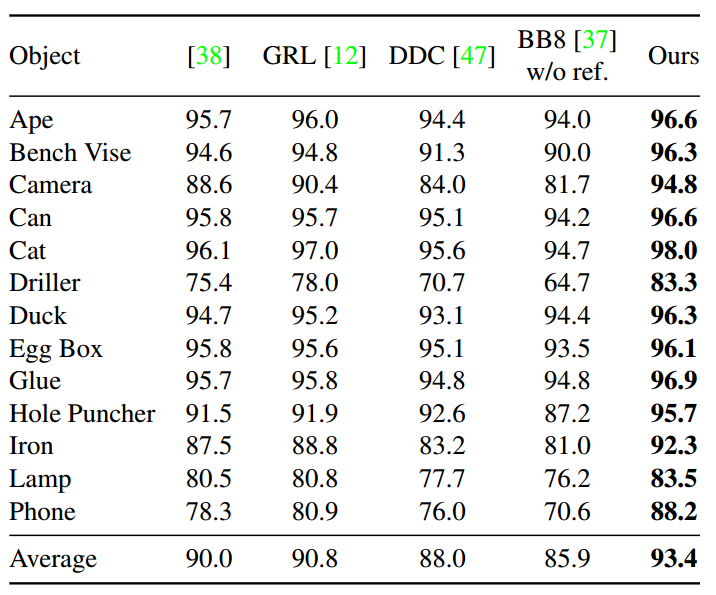 Object [38] GRL [12] DDC [47] BB8 [37] w/o ref. Ours
Ape 95.7 96.0 94.4 94.0 96.6
Bench Vise 94.6 94.8 91.3 90.0 96.3
Camera 88.6 90.4 84.0 81.7 94.8
Can 95.8 95.7 95.1 94.2 96.6
Cat 96.1 97.0 95.6 94.7 98.0
Driller 75.4 78.0 70.7 64.7 83.3
Duck 94.7 95.2 93.1 94.4 96.3
Egg Box 95.8 95.6 95.1 93.5 96.1
Glue 95.7 95.8 94.8 94.8 96.9
Hole Puncher 91.5 91.9 92.6 87.2 95.7
Iron 87.5 88.8 83.2 81.0 92.3
Lamp 80.5 80.8 77.7 76.2 83.5
Phone 78.3 80.9 76.0 70.6 88.2
Average 90.0 90.8 88.0 85.9 93.4